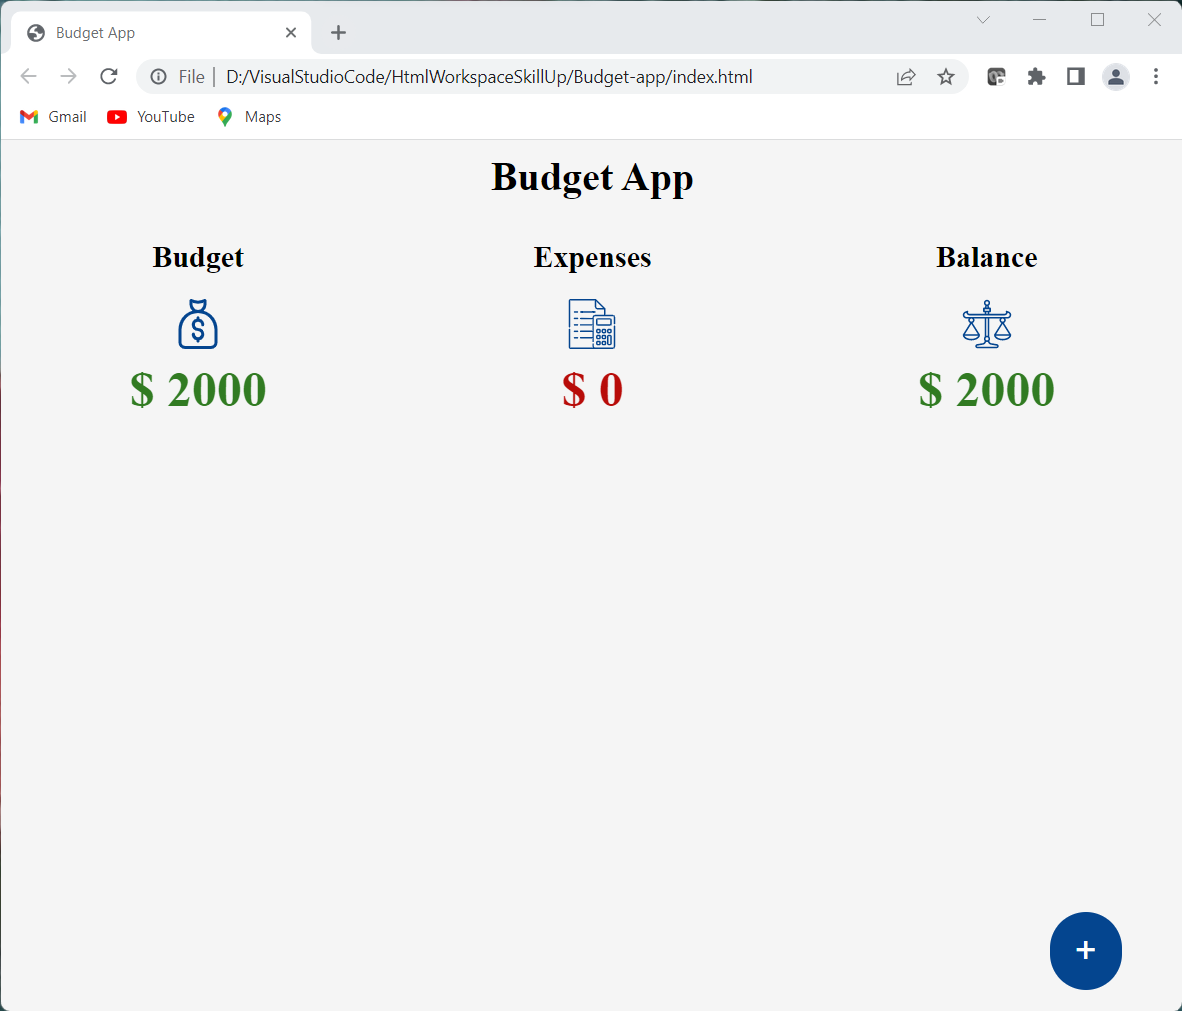 Budget App
File | D:/VisualStudioCode/HtmlWorkspaceSkillUp/Budget-app/index.html
Gmail YouTube Maps
Budget App
Budget Expenses Balance
$ 2000 $ 0 $ 2000
+